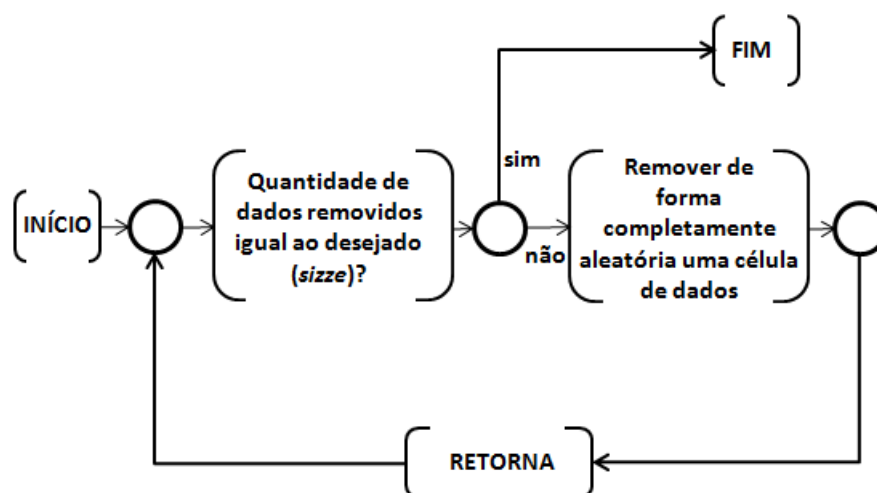 FIM
sim
INÍCIO
Quantidade de
dados removidos
igual ao desejado
(sizze)?
não
Remover de
forma
completamente
aleatória uma célula
de dados
RETORNA